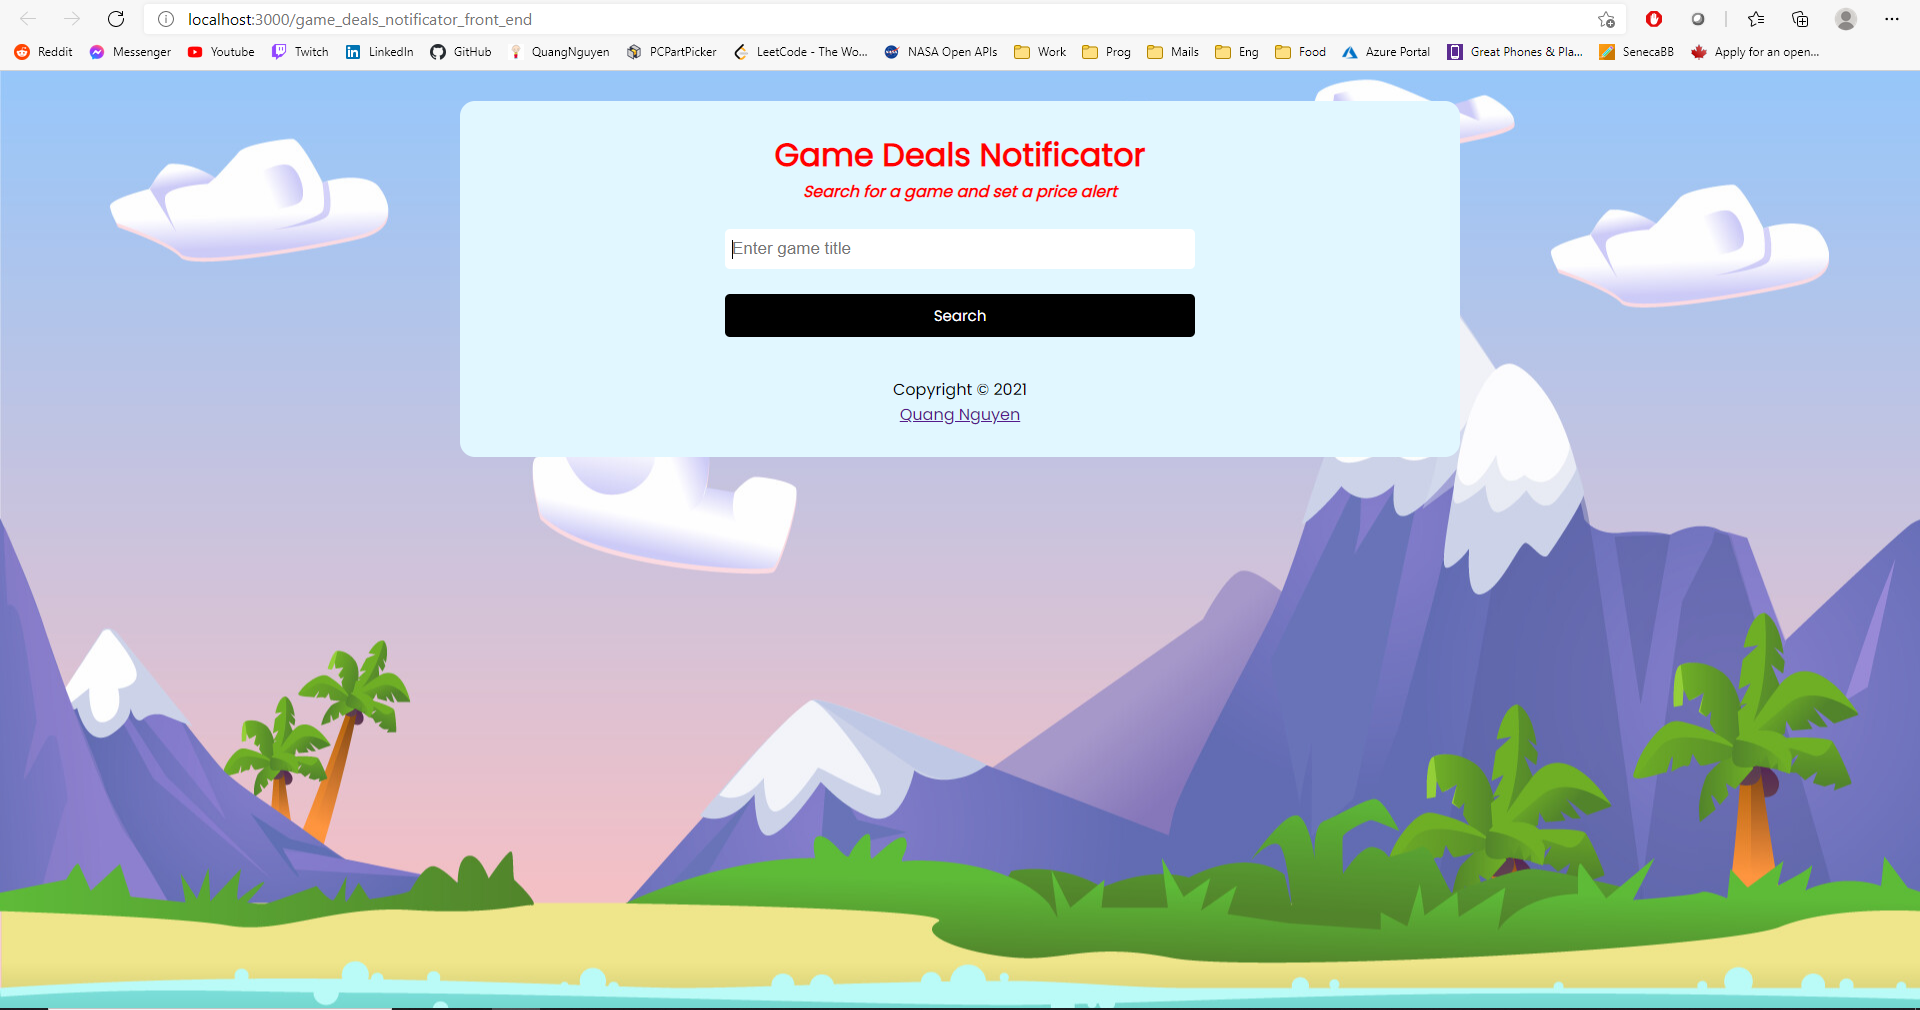 localhost:3000/game_deals_notificator_front_end
Reddit Messenger Youtube Twitch LinkedIn GitHub QuangNguyen PCPartPicker LeetCode - The Wo... NASA Open APIs Work Prog Mails Eng Food Azure Portal Great Phones & Pla... SenecaBB Apply for an open...
Game Deals Notificator
Search for a game and set a price alert
Enter game title
Search
Copyright © 2021
Quang Nguyen